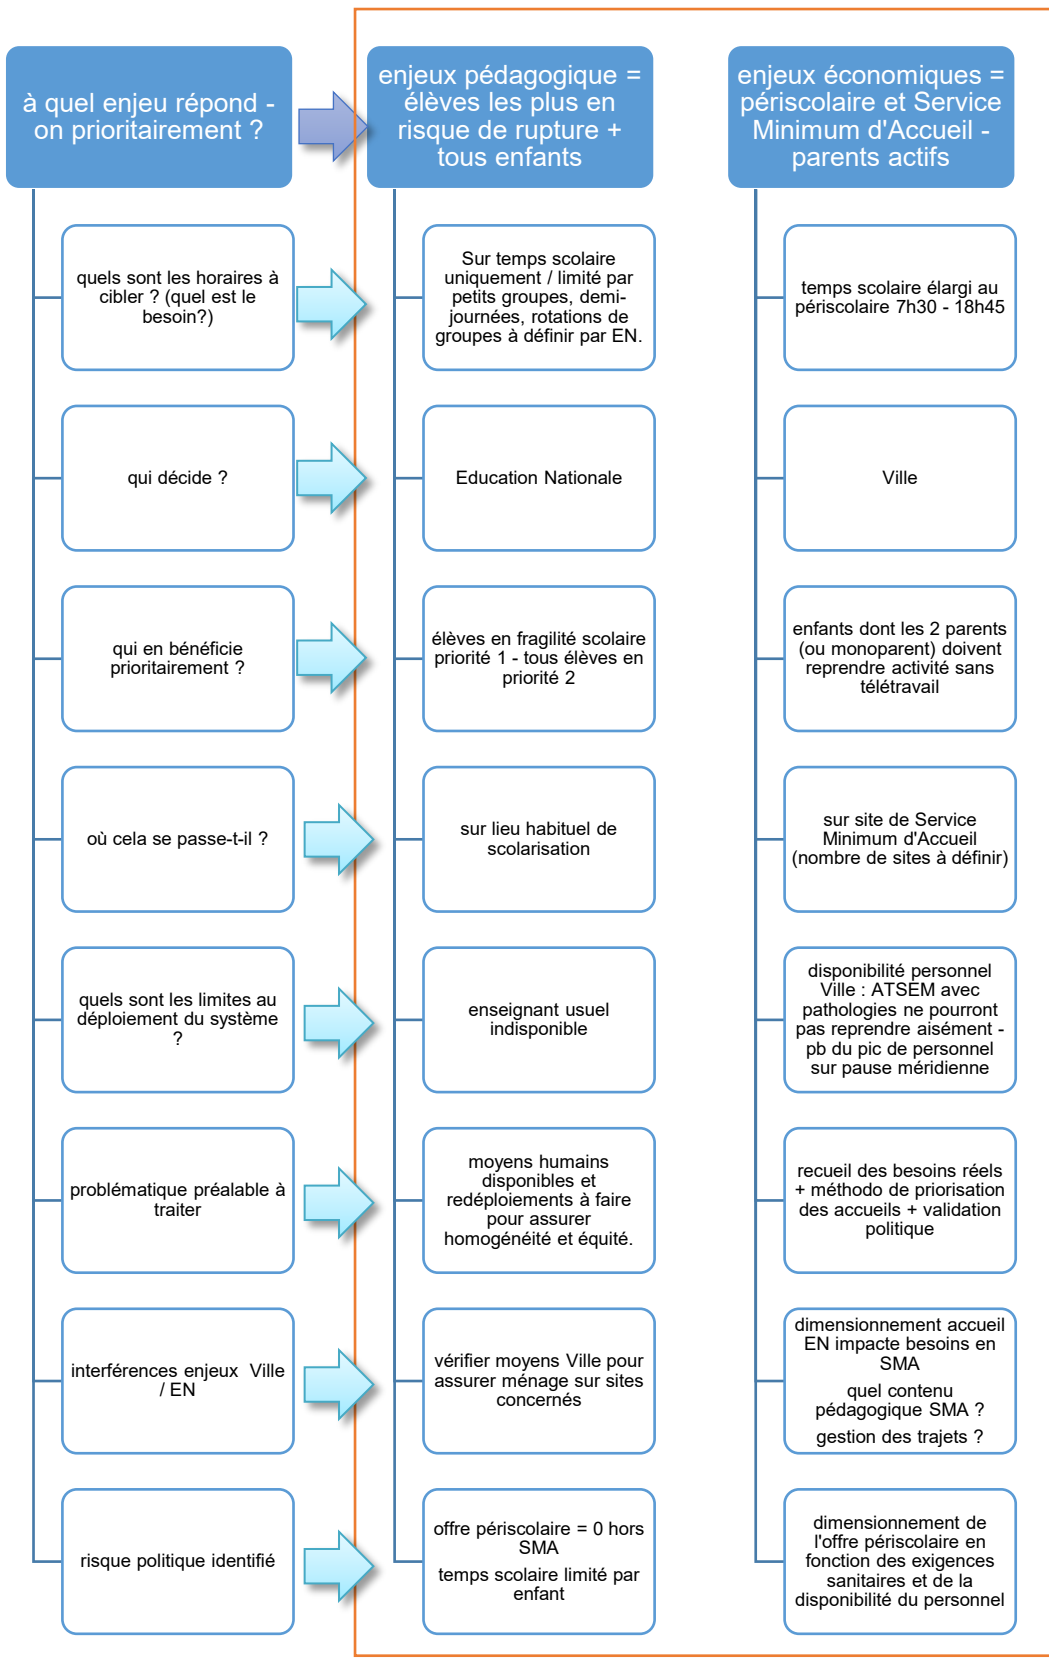 à quel enjeu répond -
on prioritairement ?
enjeux pédagogique =
élèves les plus en
risque de rupture +
tous enfants
enjeux économiques =
périscolaire et Service
Minimum d'Accueil -
parents actifs
quels sont les horaires à
cibler ? (quel est le
besoin?)
Sur temps scolaire
uniquement / limité par
petits groupes, demi-
journées, rotations de
groupes à définir par EN.
temps scolaire élargi au
périscolaire 7h30 - 18h45
qui décide ?
Education Nationale
Ville
qui en bénéficie
prioritairement ?
élèves en fragilité scolaire
priorité 1 - tous élèves en
priorité 2
enfants dont les 2 parents
(ou monoparent) doivent
reprendre activité sans
télétravail
où cela se passe-t-il ?
sur lieu habituel de
scolarisation
sur site de Service
Minimum d'Accueil
(nombre de sites à définir)
quels sont les limites au
déploiement du système
?
enseignant usuel
indisponible
disponibilité personnel
Ville : ATSEM avec
pathologies ne pourront
pas reprendre aisément -
pb du pic de personnel
sur pause méridienne
problématique préalable à
traiter
moyens humains
disponibles et
redéploiements à faire
pour assurer
homogénéité et équité.
recueil des besoins réels
+ méthodo de priorisation
des accueils + validation
politique
interférences enjeux  Ville
/ EN
vérifier moyens Ville pour
assurer ménage sur sites
concernés
dimensionnement accueil
EN impacte besoins en
SMA
quel contenu
pédagogique SMA ?
gestion des trajets ?
risque politique identifié
offre périscolaire = 0 hors
SMA
temps scolaire limité par
enfant
dimensionnement de
l'offre périscolaire en
fonction des exigences
sanitaires et de la
disponibilité du personnel